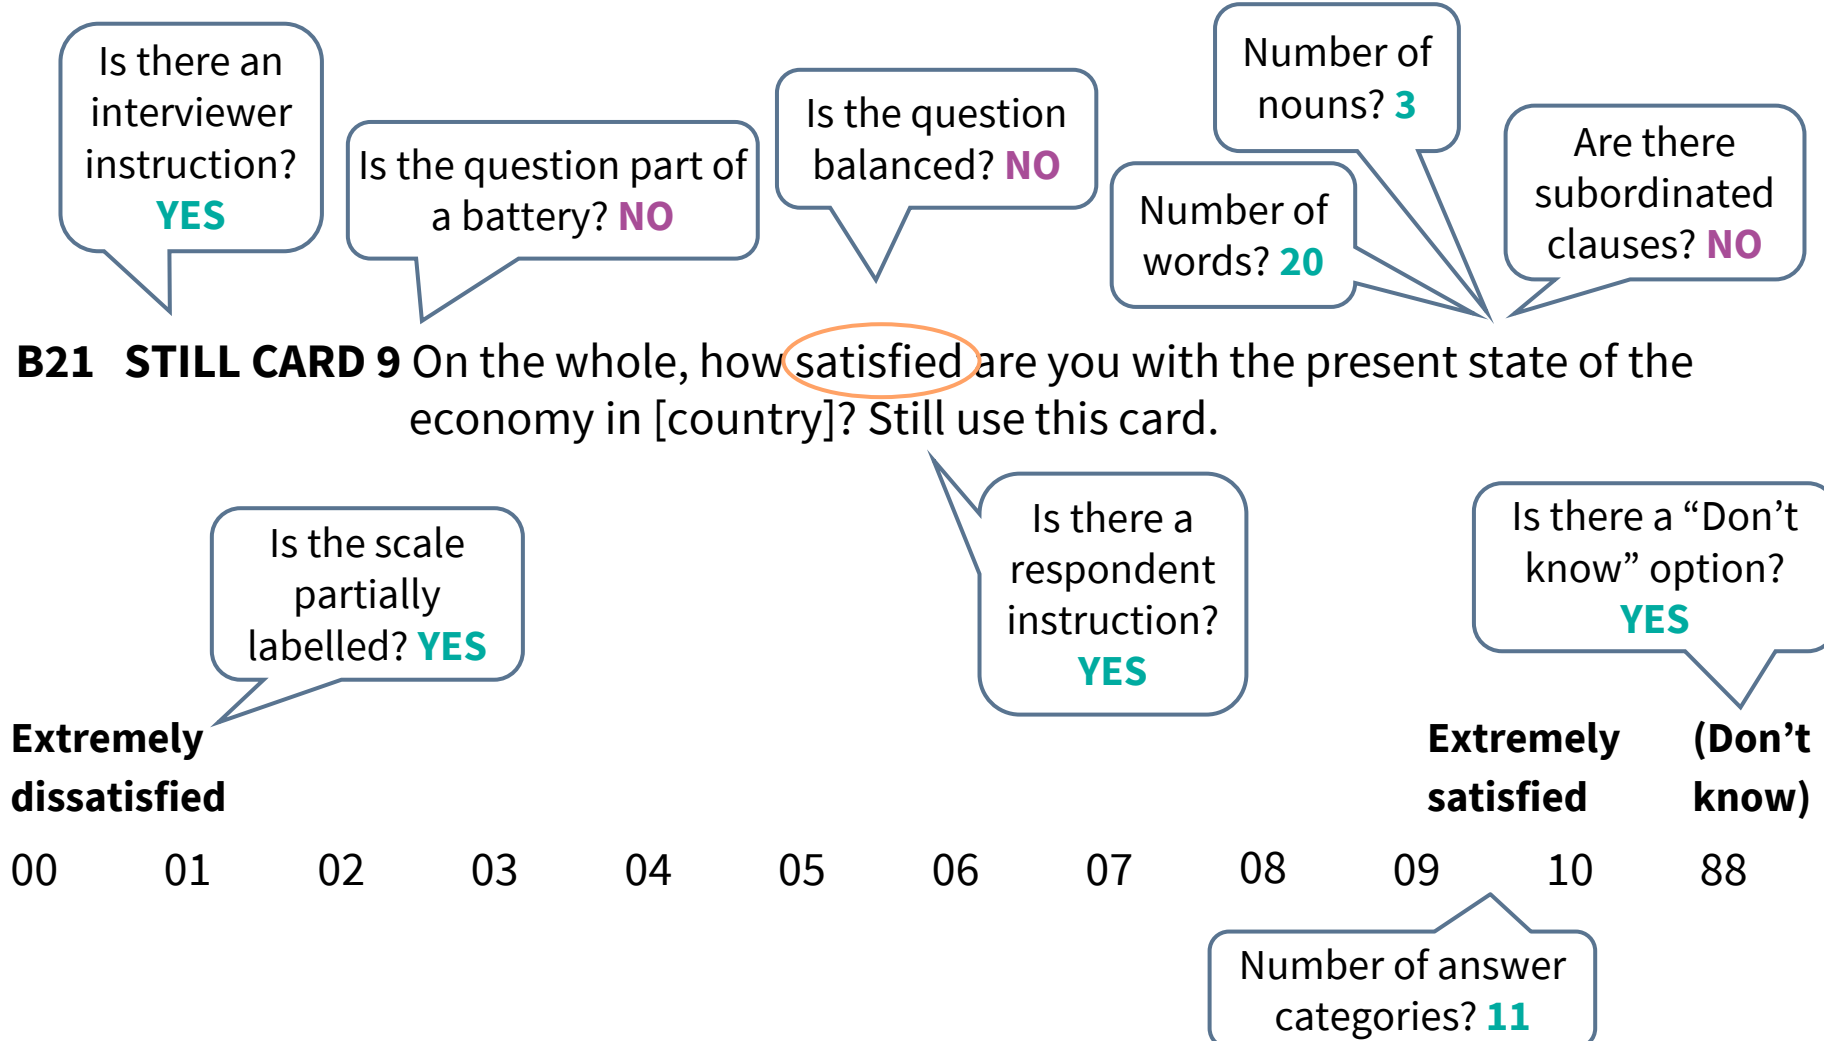 Is there an
interviewer
instruction?
YES
Is the question part of
a battery? NO
Is the question
balanced? NO
Number of
nouns? 3
Number of
words? 20
Are there
subordinated
clauses? NO
B21 STILL CARD 9 On the whole, how satisfied are you with the present state of the
economy in [country]? Still use this card.
Is the scale
partially
labelled? YES
Is there a
respondent
instruction?
YES
Is there a “Don’t
know” option?
YES
Extremely
dissatisfied
Extremely
satisfied
(Don’t
know)
00 01 02 03 04 05 06 07 08 09 10 88
Number of answer
categories? 11